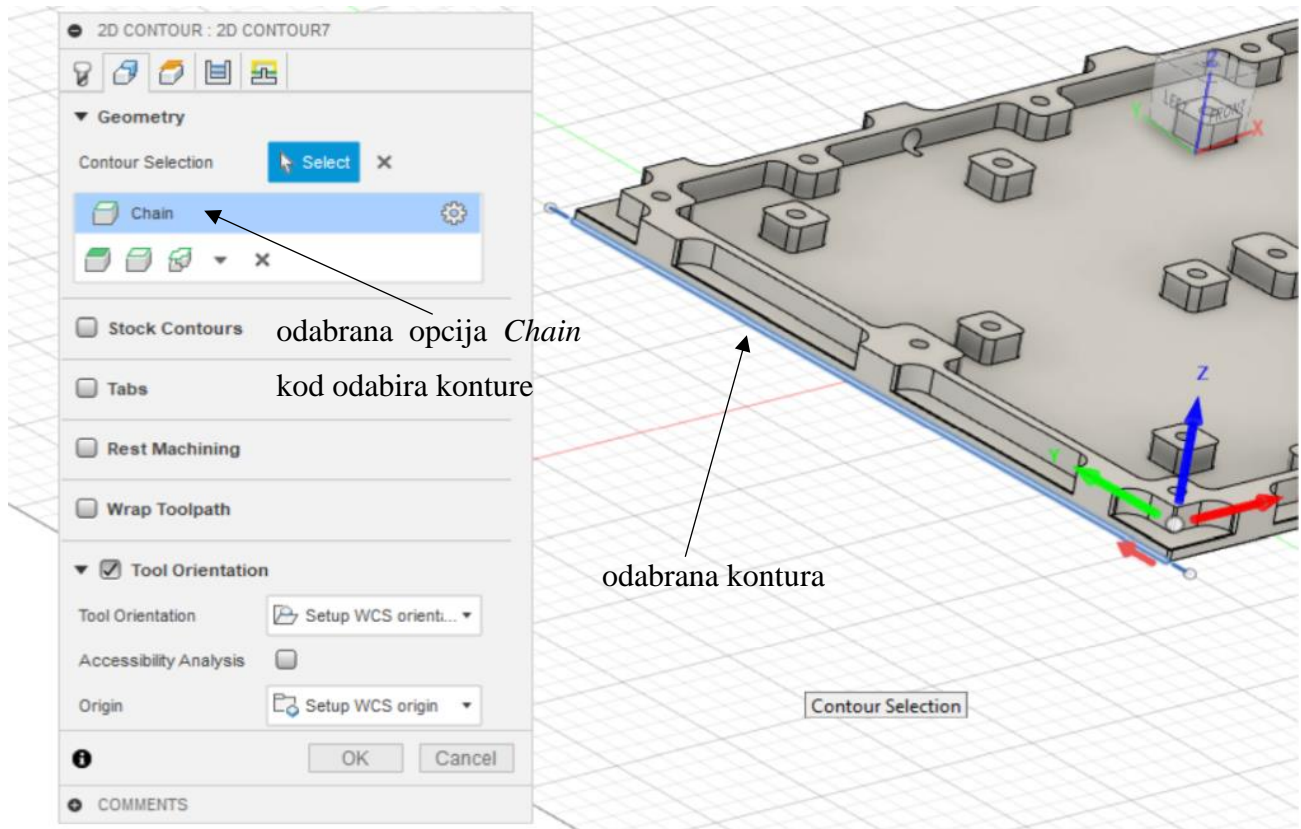 2D CONTOUR : 2D CONTOUR7
Geometry
Contour Selection Select
Chain
Stock Contours
Tabs
Rest Machining
Wrap Toolpath
Tool Orientation
Tool Orientation Setup WCS orient...
Accessibility Analysis
Origin Setup WCS origin
OK Cancel
COMMENTS
odabrana opcija Chain
kod odabira konture
odabrana kontura
Contour Selection
Z
LEFT FRONT
Y
X
Z
Y